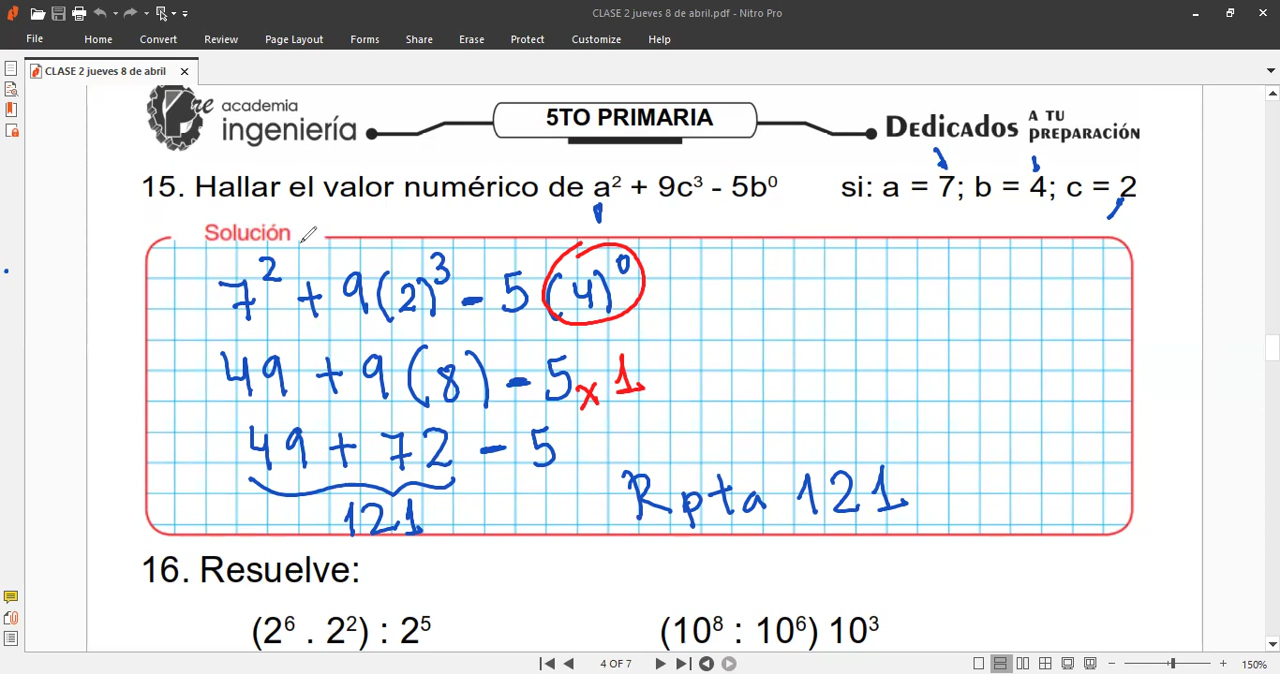 CLASE 2 jueves 8 de abril.pdf - Nitro Pro
File Home Convert Review Page Layout Forms Share Erase Protect Customize Help
CLASE 2 jueves 8 de abril
Pre academia ingeniería
5TO PRIMARIA
DEDICADOS A TU PREPARACIÓN
15. Hallar el valor numérico de a² + 9c³ - 5b⁰ si: a = 7; b = 4; c = 2
Solución
7² + 9(2)³ - 5(4)⁰
49 + 9(8) - 5 x 1
49 + 72 - 5
121
Rpta 121
16. Resuelve:
(2⁶ . 2²) : 2⁵ (10⁸ : 10⁶) 10³
4 OF 7
150%